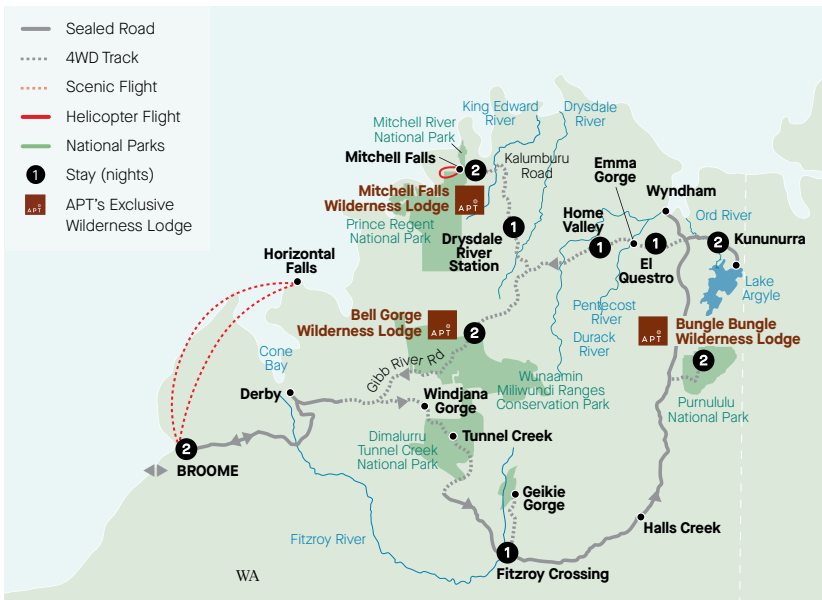 Sealed Road
4WD Track
Scenic Flight
Helicopter Flight
National Parks
1
Stay (nights)
APT
APT's Exclusive
Wilderness Lodge
King Edward
River
Drysdale
River
Mitchell River
National Park
Mitchell Falls
2
Kalumburu
Road
Emma
Gorge
Mitchell Falls
Wilderness Lodge
APT
Wyndham
Prince Regent
National Park
Drysdale
River
Station
1
Home
Valley
1
1
El
Questro
Ord River
2
Kununurra
Lake
Argyle
Horizontal
Falls
Pentecost
River
Durack
River
Bell Gorge
Wilderness Lodge
APT
2
APT
Bungle Bungle
Wilderness Lodge
2
Purnululu
National Park
Cone
Bay
Gibb River Rd
Wunaamin
Miliwundi Ranges
Conservation Park
Derby
Windjana
Gorge
Dimalurru
Tunnel Creek
National Park
Tunnel Creek
2
BROOME
Geikie
Gorge
Halls Creek
Fitzroy River
WA
1
Fitzroy Crossing